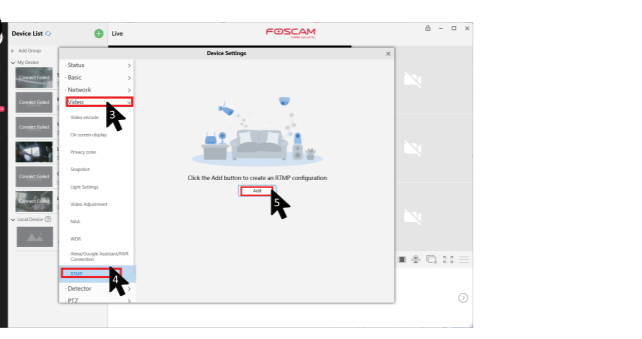 Device List
Live
FOSCAM
Add Group
My Device
Connect Failed
Connect Failed
Connect Failed
Connect Failed
Connect Failed
Local Device
Device Settings
Status
Basic
Network
Video
3
Video encode
On screen display
Privacy zone
Snapshot
Light Settings
Video Adjustment
NAA
WDR
Alexa/Google Assistant/NVR
Connection
RTMP
4
Detector
PTZ
Click the Add button to create an RTMP configuration
Add
5